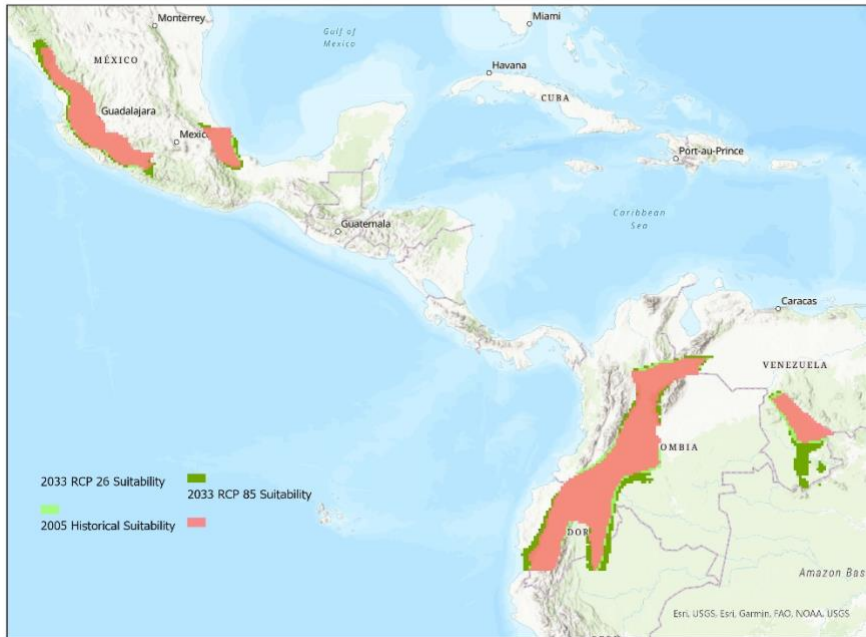 Monterrey
Miami
Gulf of
Mexico
MÉXICO
Havana
CUBA
Guadalajara
Mexic
Port-au-Prince
Guatemala
Caribbean
Sea
Caracas
VENEZUELA
OMBIA
2033 RCP 26 Suitability
2033 RCP 85 Suitability
2005 Historical Suitability
DOR
Amazon Bas
Esri, USGS, Esri, Garmin, FAO, NOAA, USGS